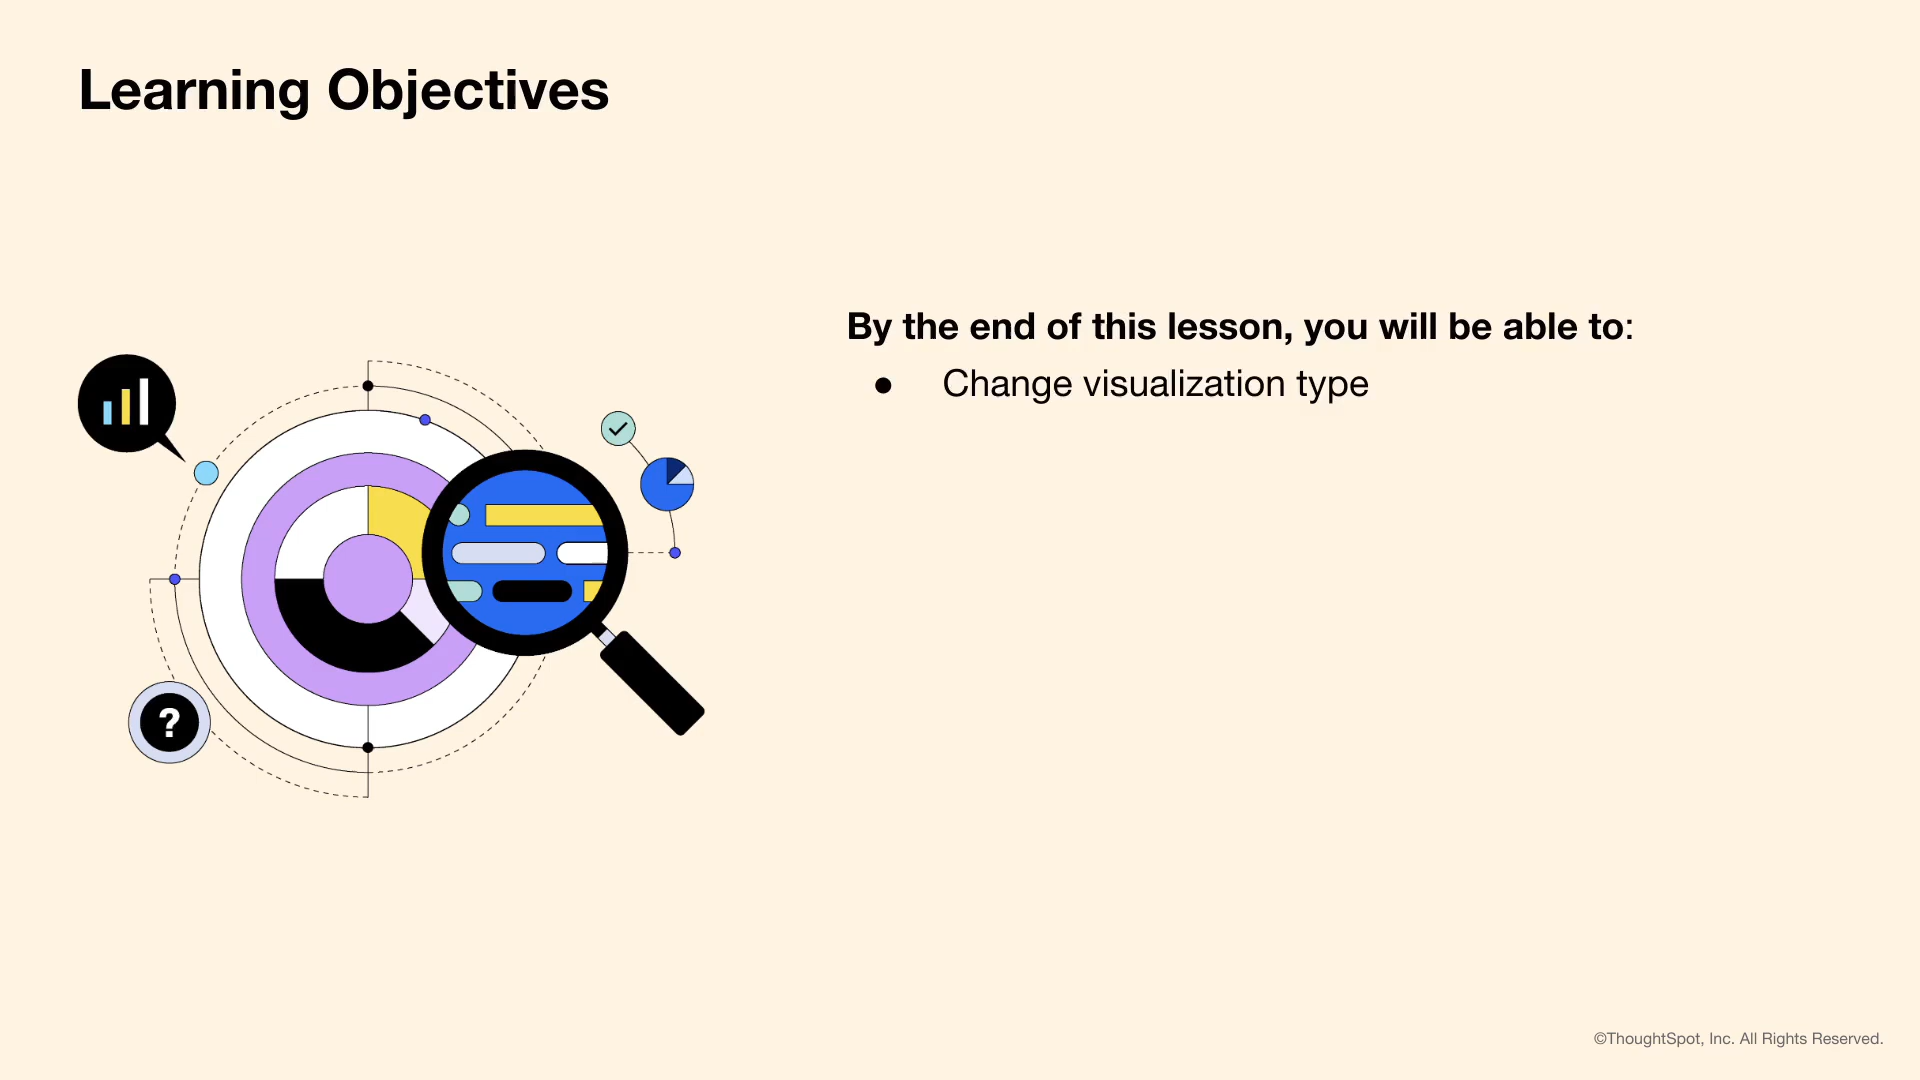 Learning Objectives
By the end of this lesson, you will be able to:
● Change visualization type
?
©ThoughtSpot, Inc. All Rights Reserved.